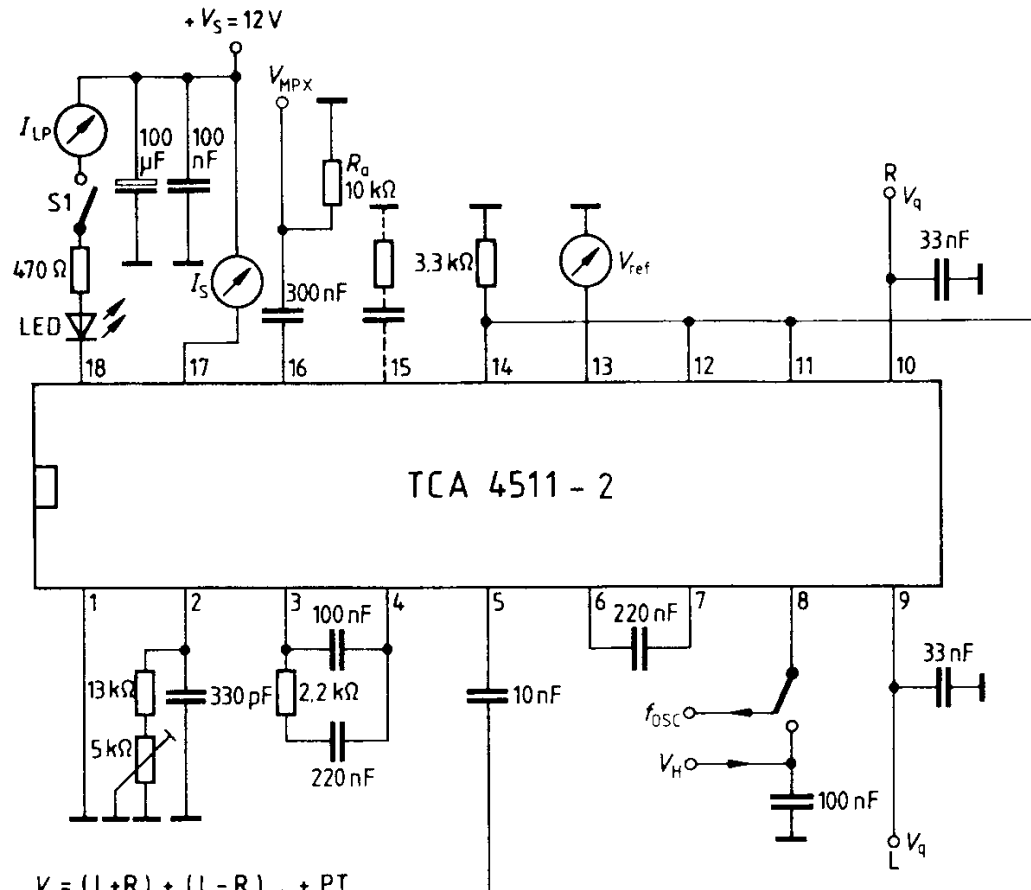 + V_S = 12 V
V_MPX
I_LP
100 µF
100 nF
R_a
10 kΩ
R
V_q
S1
33 nF
3.3 kΩ
V_ref
470 Ω
I_S
300 nF
LED
18
17
16
15
14
13
12
11
10
TCA 4511 - 2
1
2
3
4
5
6
7
8
9
100 nF
220 nF
33 nF
13 kΩ
330 pF
2,2 kΩ
10 nF
f_OSC
5 kΩ
220 nF
V_H
100 nF
V_q
L
V = (L+R) + (L-R) + PT